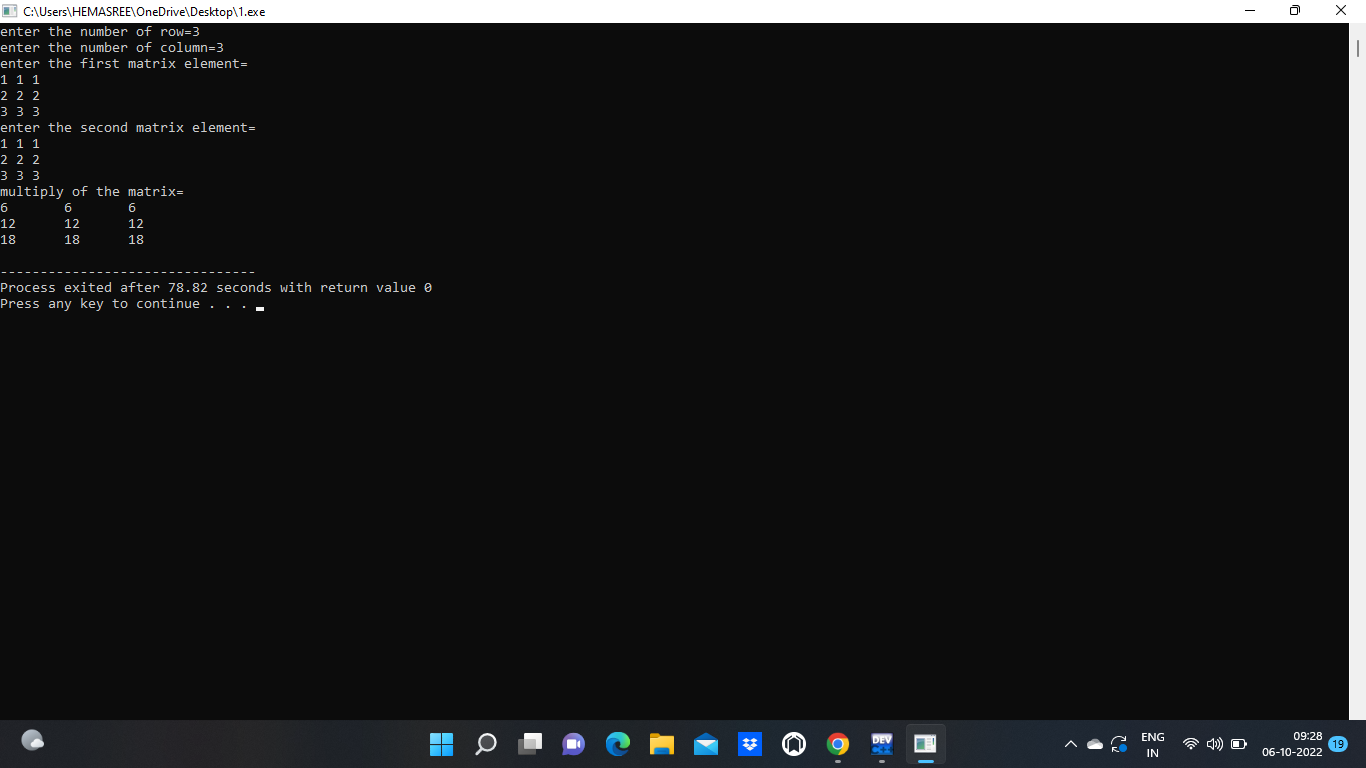 C:\Users\HEMASREE\OneDrive\Desktop\1.exe
enter the number of row=3
enter the number of column=3
enter the first matrix element=
1 1 1
2 2 2
3 3 3
enter the second matrix element=
1 1 1
2 2 2
3 3 3
multiply of the matrix=
6 6 6
12 12 12
18 18 18
--------------------------------
Process exited after 78.82 seconds with return value 0
Press any key to continue . . .
DEV
C++
ENG
IN
09:28
06-10-2022
19